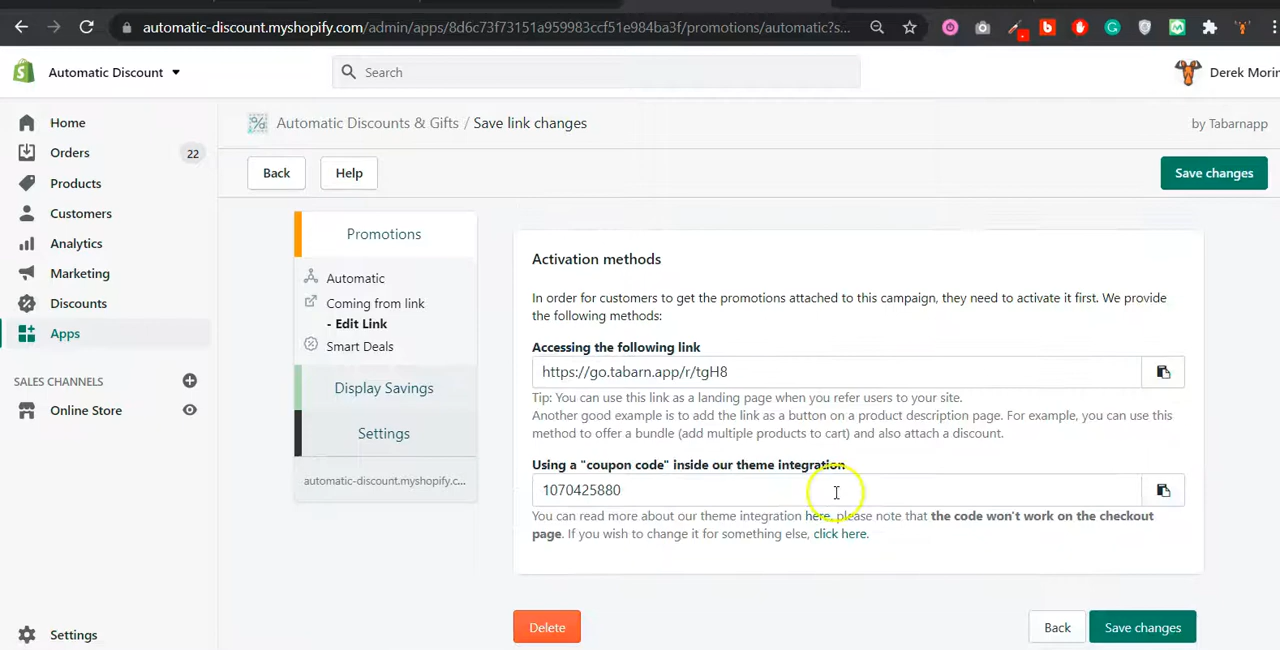 automatic-discount.myshopify.com/admin/apps/8d6c73f73151a959983ccf51e984ba3f/promotions/automatic?s...
Automatic Discount
Search
Derek Morin
Home
Orders 22
Products
Customers
Analytics
Marketing
Discounts
Apps
SALES CHANNELS
Online Store
Settings
Automatic Discounts & Gifts / Save link changes
by Tabarnapp
Back Help Save changes
Promotions
Automatic
Coming from link
- Edit Link
Smart Deals
Display Savings
Settings
automatic-discount.myshopify.c...
Activation methods
In order for customers to get the promotions attached to this campaign, they need to activate it first. We provide
the following methods:
Accessing the following link
https://go.tabarn.app/r/tgH8
Tip: You can use this link as a landing page when you refer users to your site.
Another good example is to add the link as a button on a product description page. For example, you can use this
method to offer a bundle (add multiple products to cart) and also attach a discount.
Using a "coupon code" inside our theme integration
1070425880
You can read more about our theme integration here, please note that the code won't work on the checkout
page. If you wish to change it for something else, click here.
Delete Back Save changes